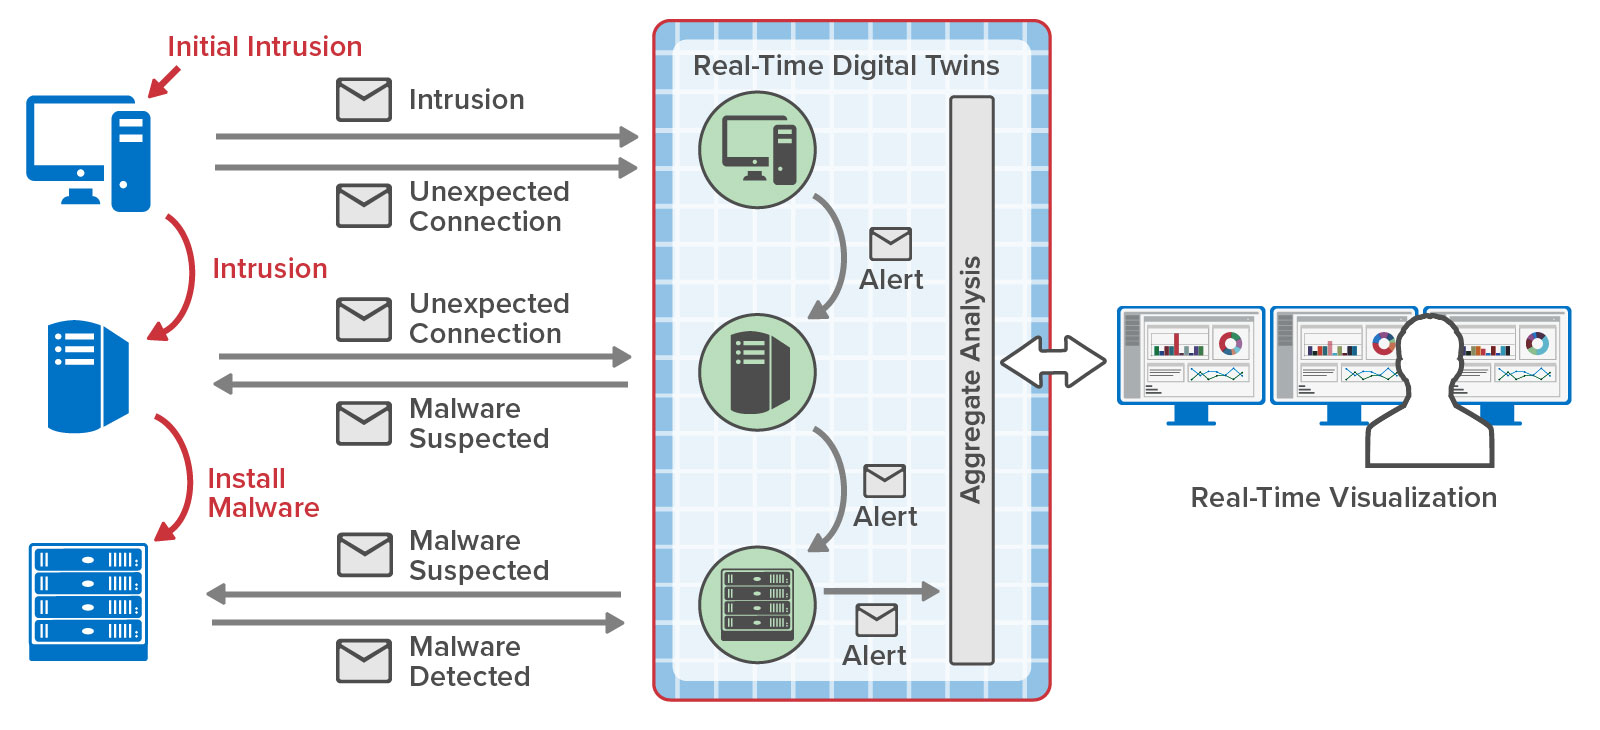 Initial Intrusion
Intrusion
Unexpected
Connection
Intrusion
Unexpected
Connection
Malware
Suspected
Install
Malware
Malware
Suspected
Malware
Detected
Real-Time Digital Twins
Alert
Alert
Alert
Aggregate Analysis
Real-Time Visualization